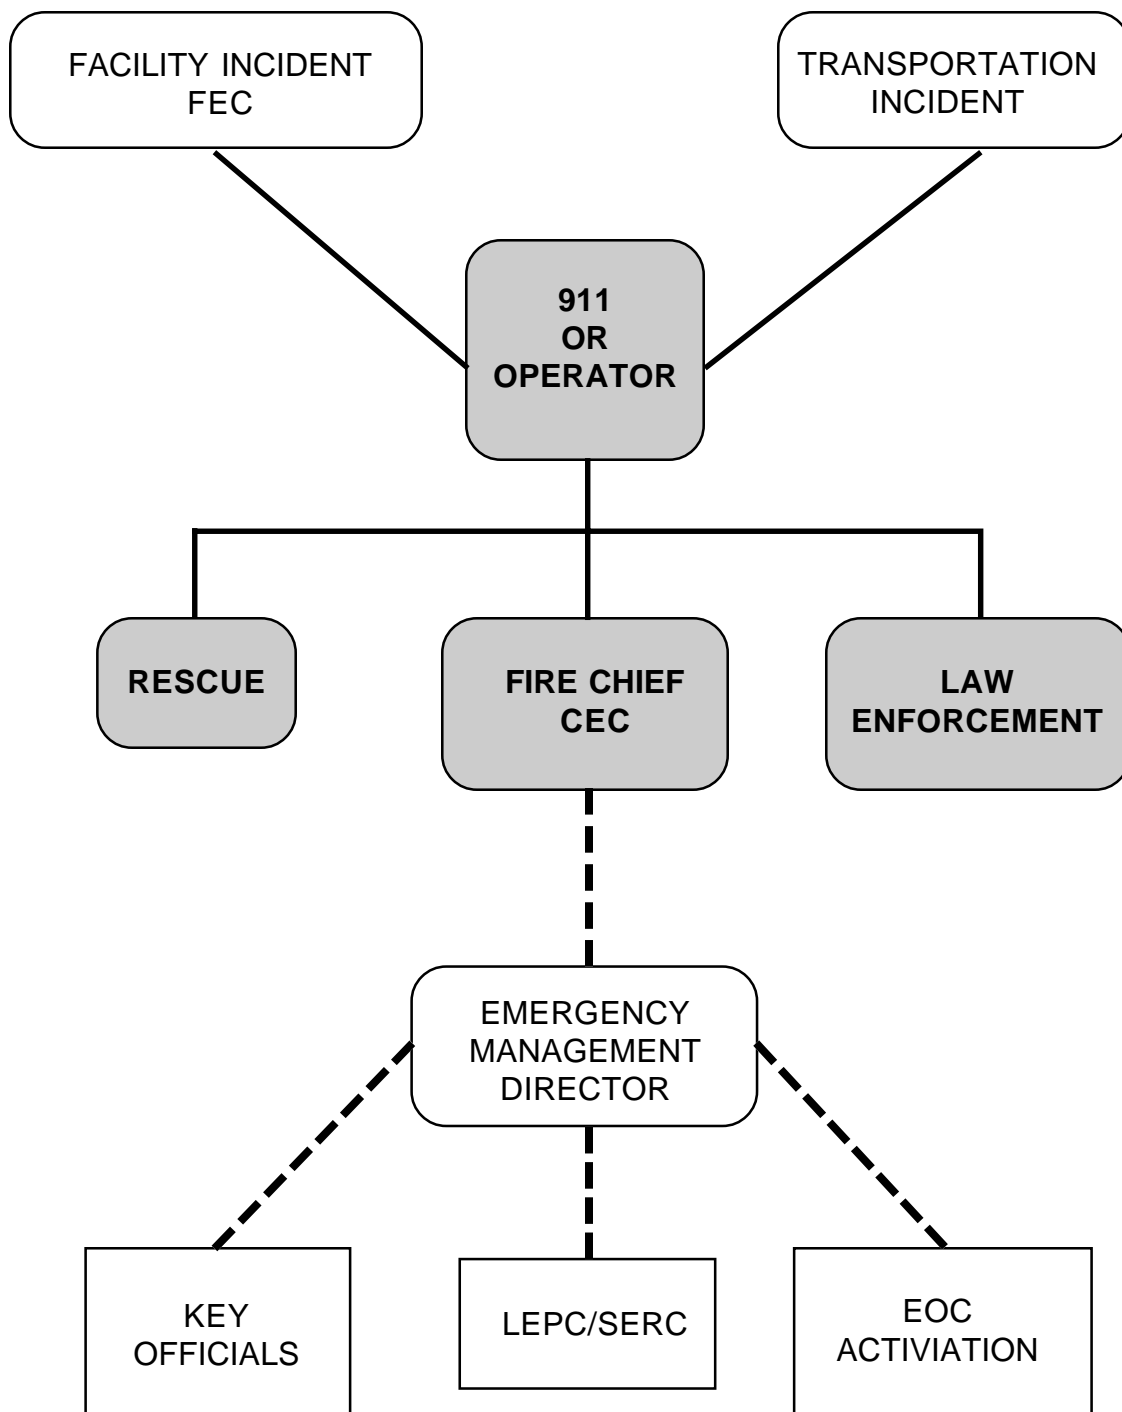 FACILITY INCIDENT
FEC
TRANSPORTATION
INCIDENT
911
OR
OPERATOR
RESCUE
FIRE CHIEF
CEC
LAW
ENFORCEMENT
EMERGENCY
MANAGEMENT
DIRECTOR
KEY
OFFICIALS
LEPC/SERC
EOC
ACTIVIATION